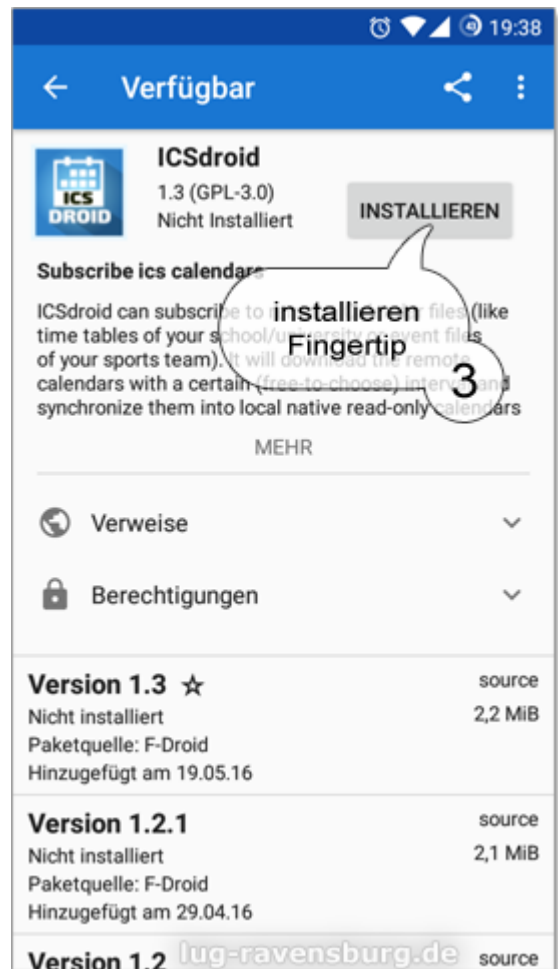 19:38
Verfügbar
ICS
DROID
ICSdroid
1.3 (GPL-3.0)
Nicht Installiert
INSTALLIEREN
Subscribe ics calendars
installieren
Fingertip
3
ICSdroid can subscribe to files (like
time tables of your school/university or event files
of your sports team). It will download the remote
calendars with a certain (free-to-choose) interval and
synchronize them into local native read-only calendars
MEHR
Verweise
Berechtigungen
Version 1.3 ☆
source
Nicht installiert
2,2 MiB
Paketquelle: F-Droid
Hinzugefügt am 19.05.16
Version 1.2.1
source
Nicht installiert
2,1 MiB
Paketquelle: F-Droid
Hinzugefügt am 29.04.16
Version 1.2
source
lug-ravensburg.de